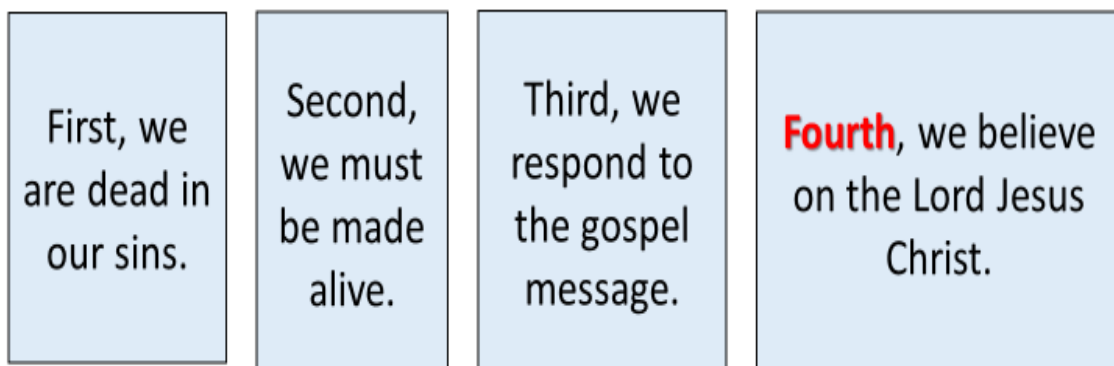 First, we
are dead in
our sins.
Second,
we must
be made
alive.
Third, we
respond to
the gospel
message.
Fourth, we believe
on the Lord Jesus
Christ.